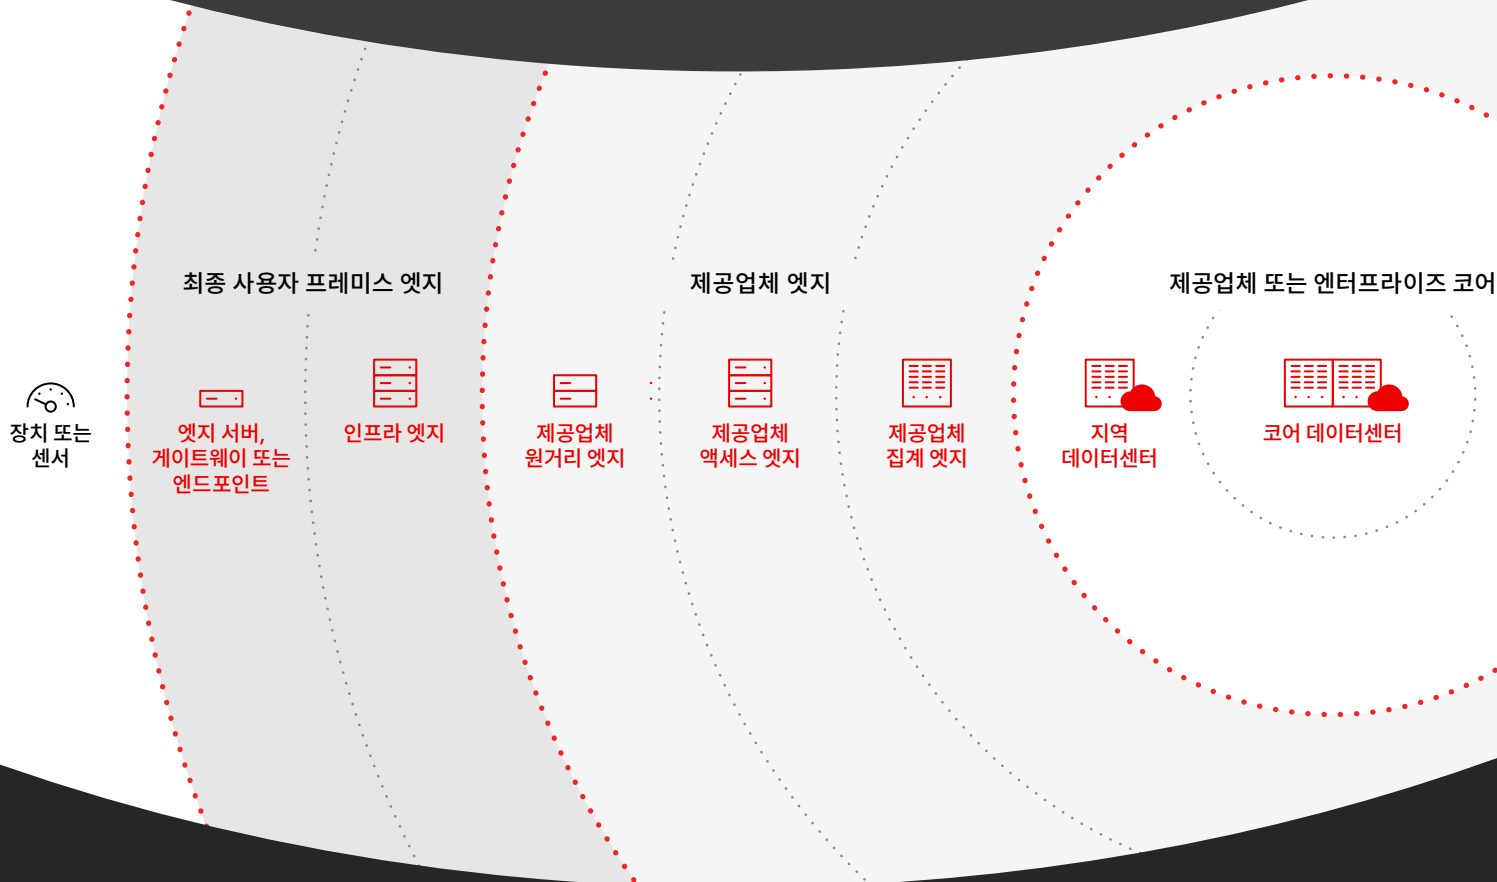 최종 사용자 프레미스 엣지
제공업체 엣지
제공업체 또는 엔터프라이즈 코어
장치 또는
센서
엣지 서버,
게이트웨이 또는
엔드포인트
인프라 엣지
제공업체
원거리 엣지
제공업체
액세스 엣지
제공업체
집계 엣지
지역
데이터센터
코어 데이터센터